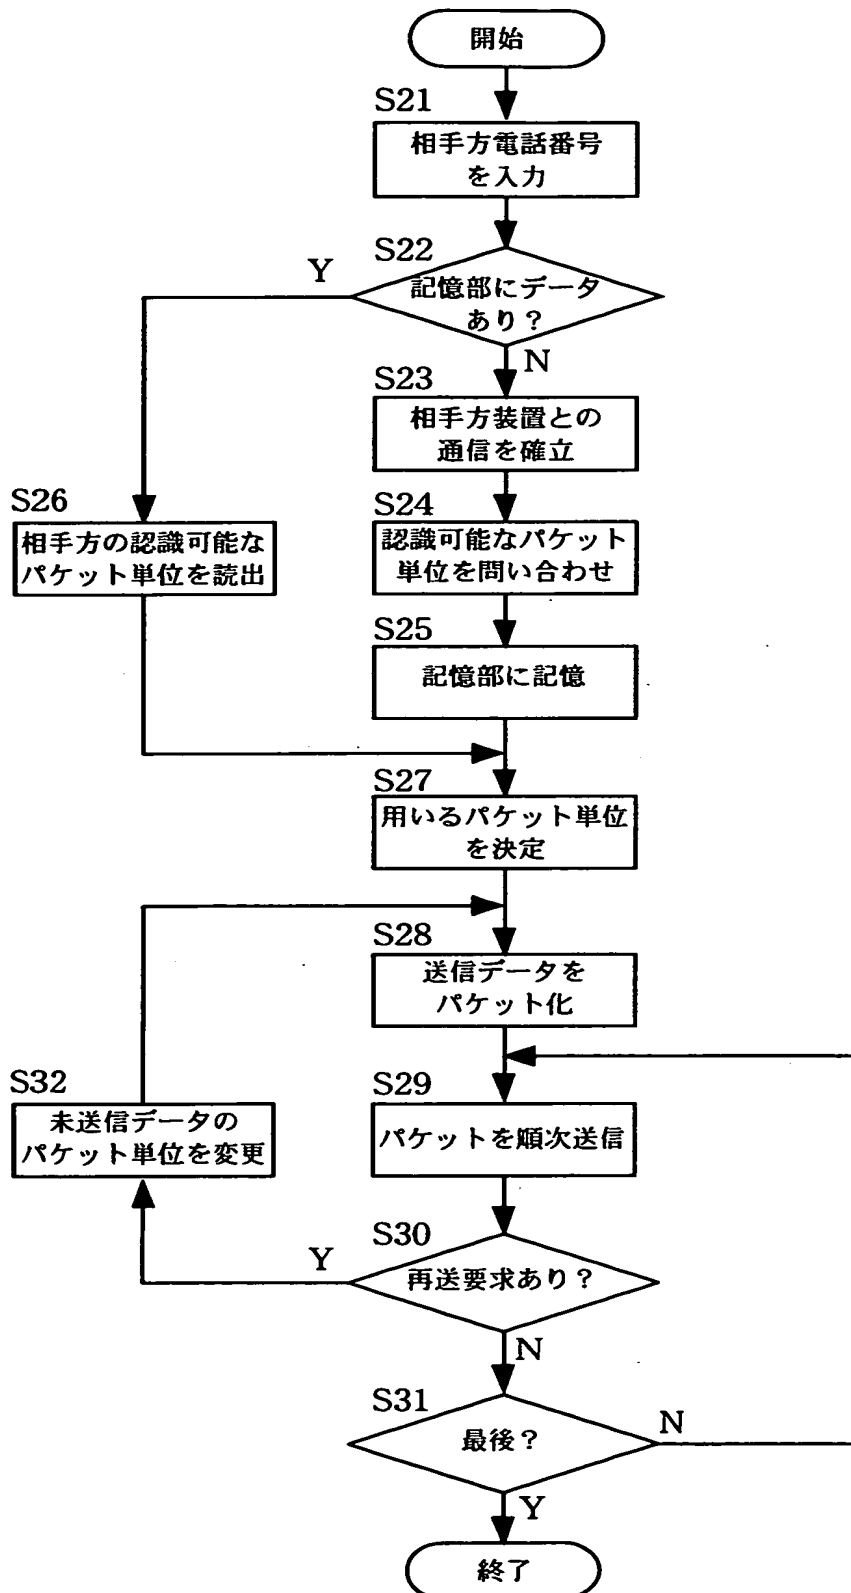 開始
S21
相手方電話番号
を入力
S22
記憶部にデータ
あり？
Y
N
S23
相手方装置との
通信を確立
S26
相手方の認識可能な
パケット単位を読出
S24
認識可能なパケット
単位を問い合わせ
S25
記憶部に記憶
S27
用いるパケット単位
を決定
S28
送信データを
パケット化
S32
未送信データの
パケット単位を変更
S29
パケットを順次送信
S30
再送要求あり？
Y
N
S31
最後？
N
Y
終了